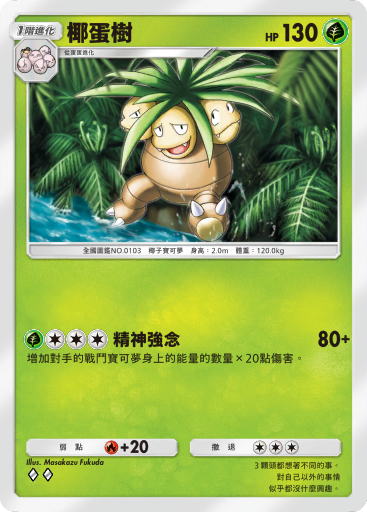 1階進化
椰蛋樹
HP 130
從蛋蛋進化
全國圖鑑NO.0103 椰子寶可夢 身高：2.0m 體重：120.0kg
精神強念 80+
增加對手的戰鬥寶可夢身上的能量的數量×20點傷害。
弱點 +20 撤退
Illus. Masakazu Fukuda
3顆頭都想著不同的事。
對自己以外的事情
似乎都沒什麼興趣。